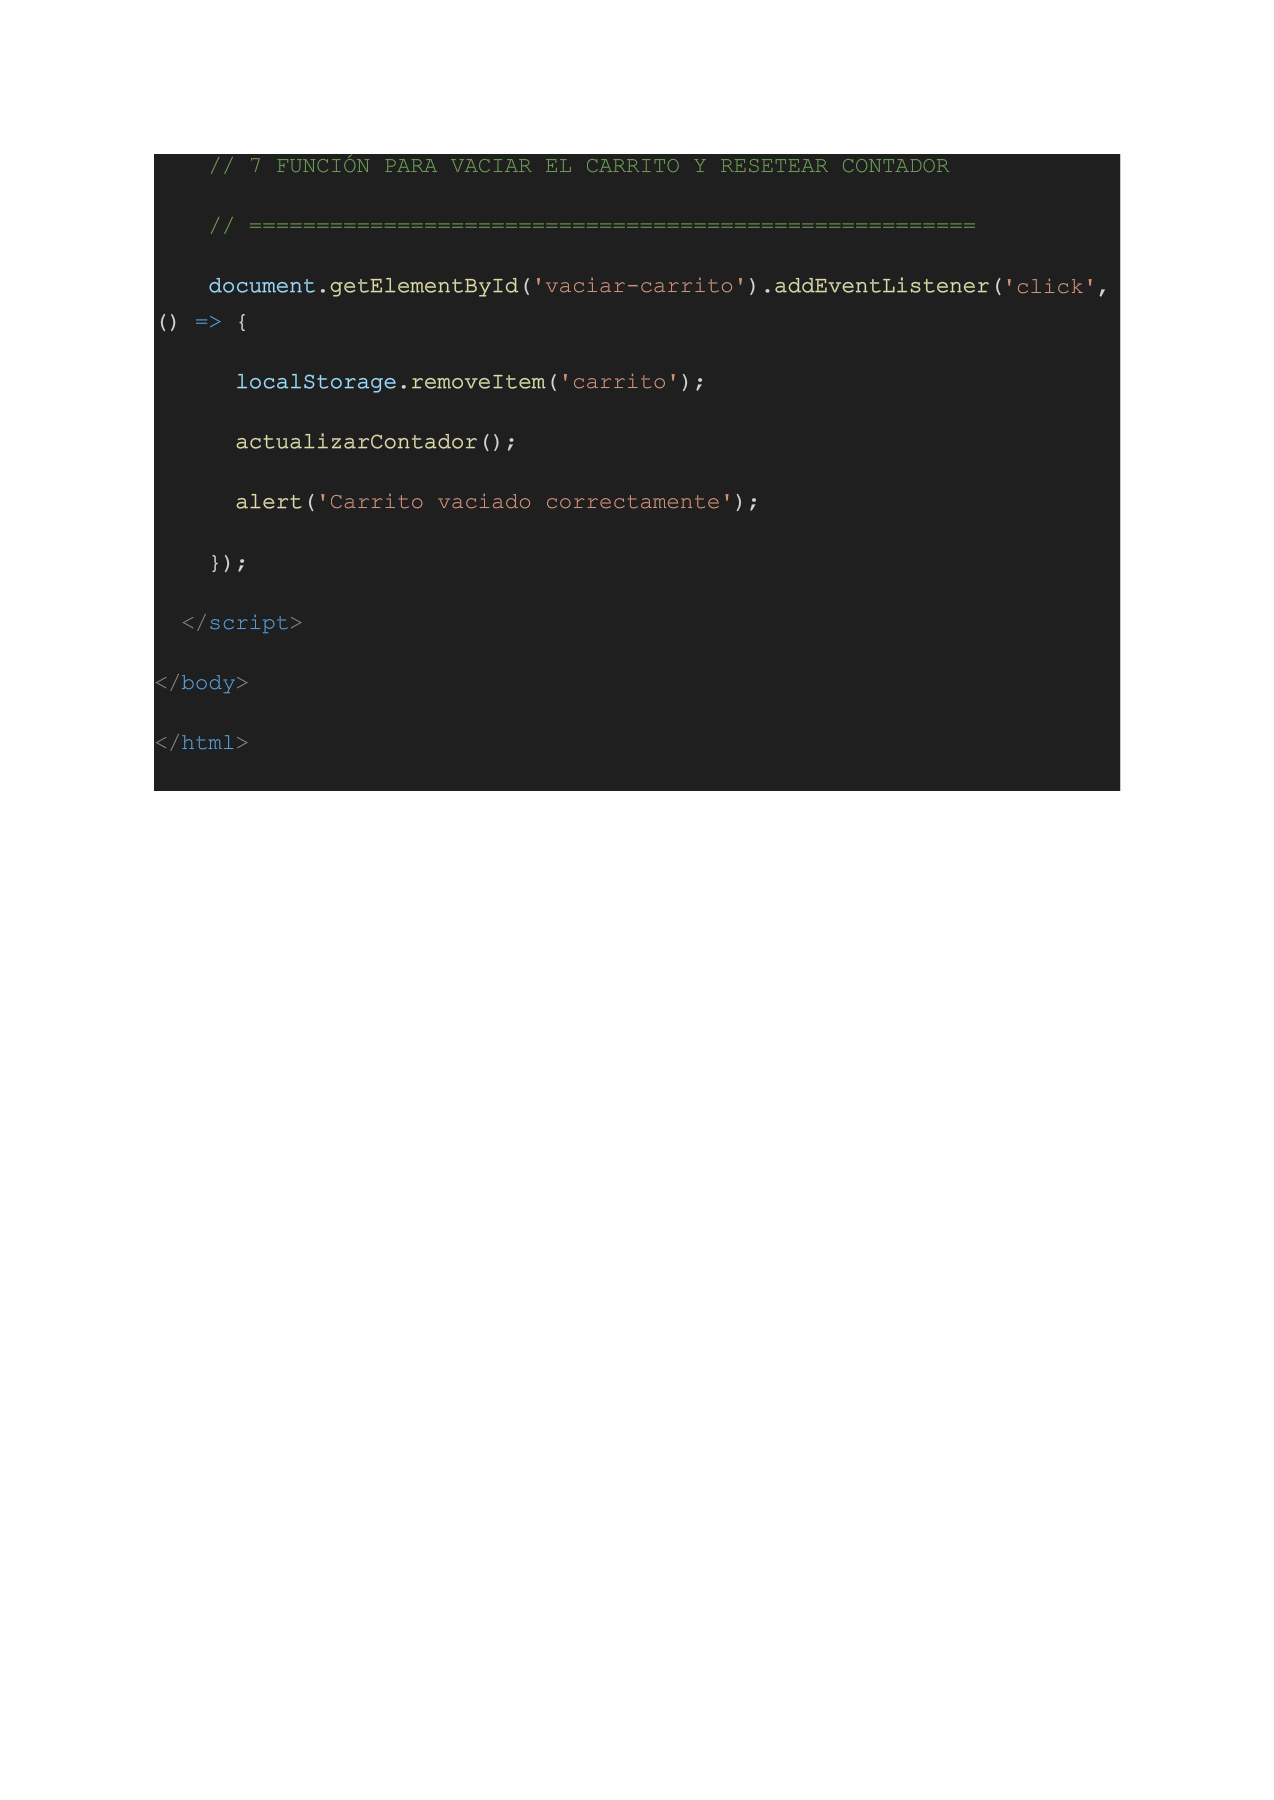 // 7 FUNCIÓN PARA VACIAR EL CARRITO Y RESETEAR CONTADOR
// ======================================================
document.getElementById('vaciar-carrito').addEventListener('click',
() => {
localStorage.removeItem('carrito');
actualizarContador();
alert('Carrito vaciado correctamente');
});
</script>
</body>
</html>